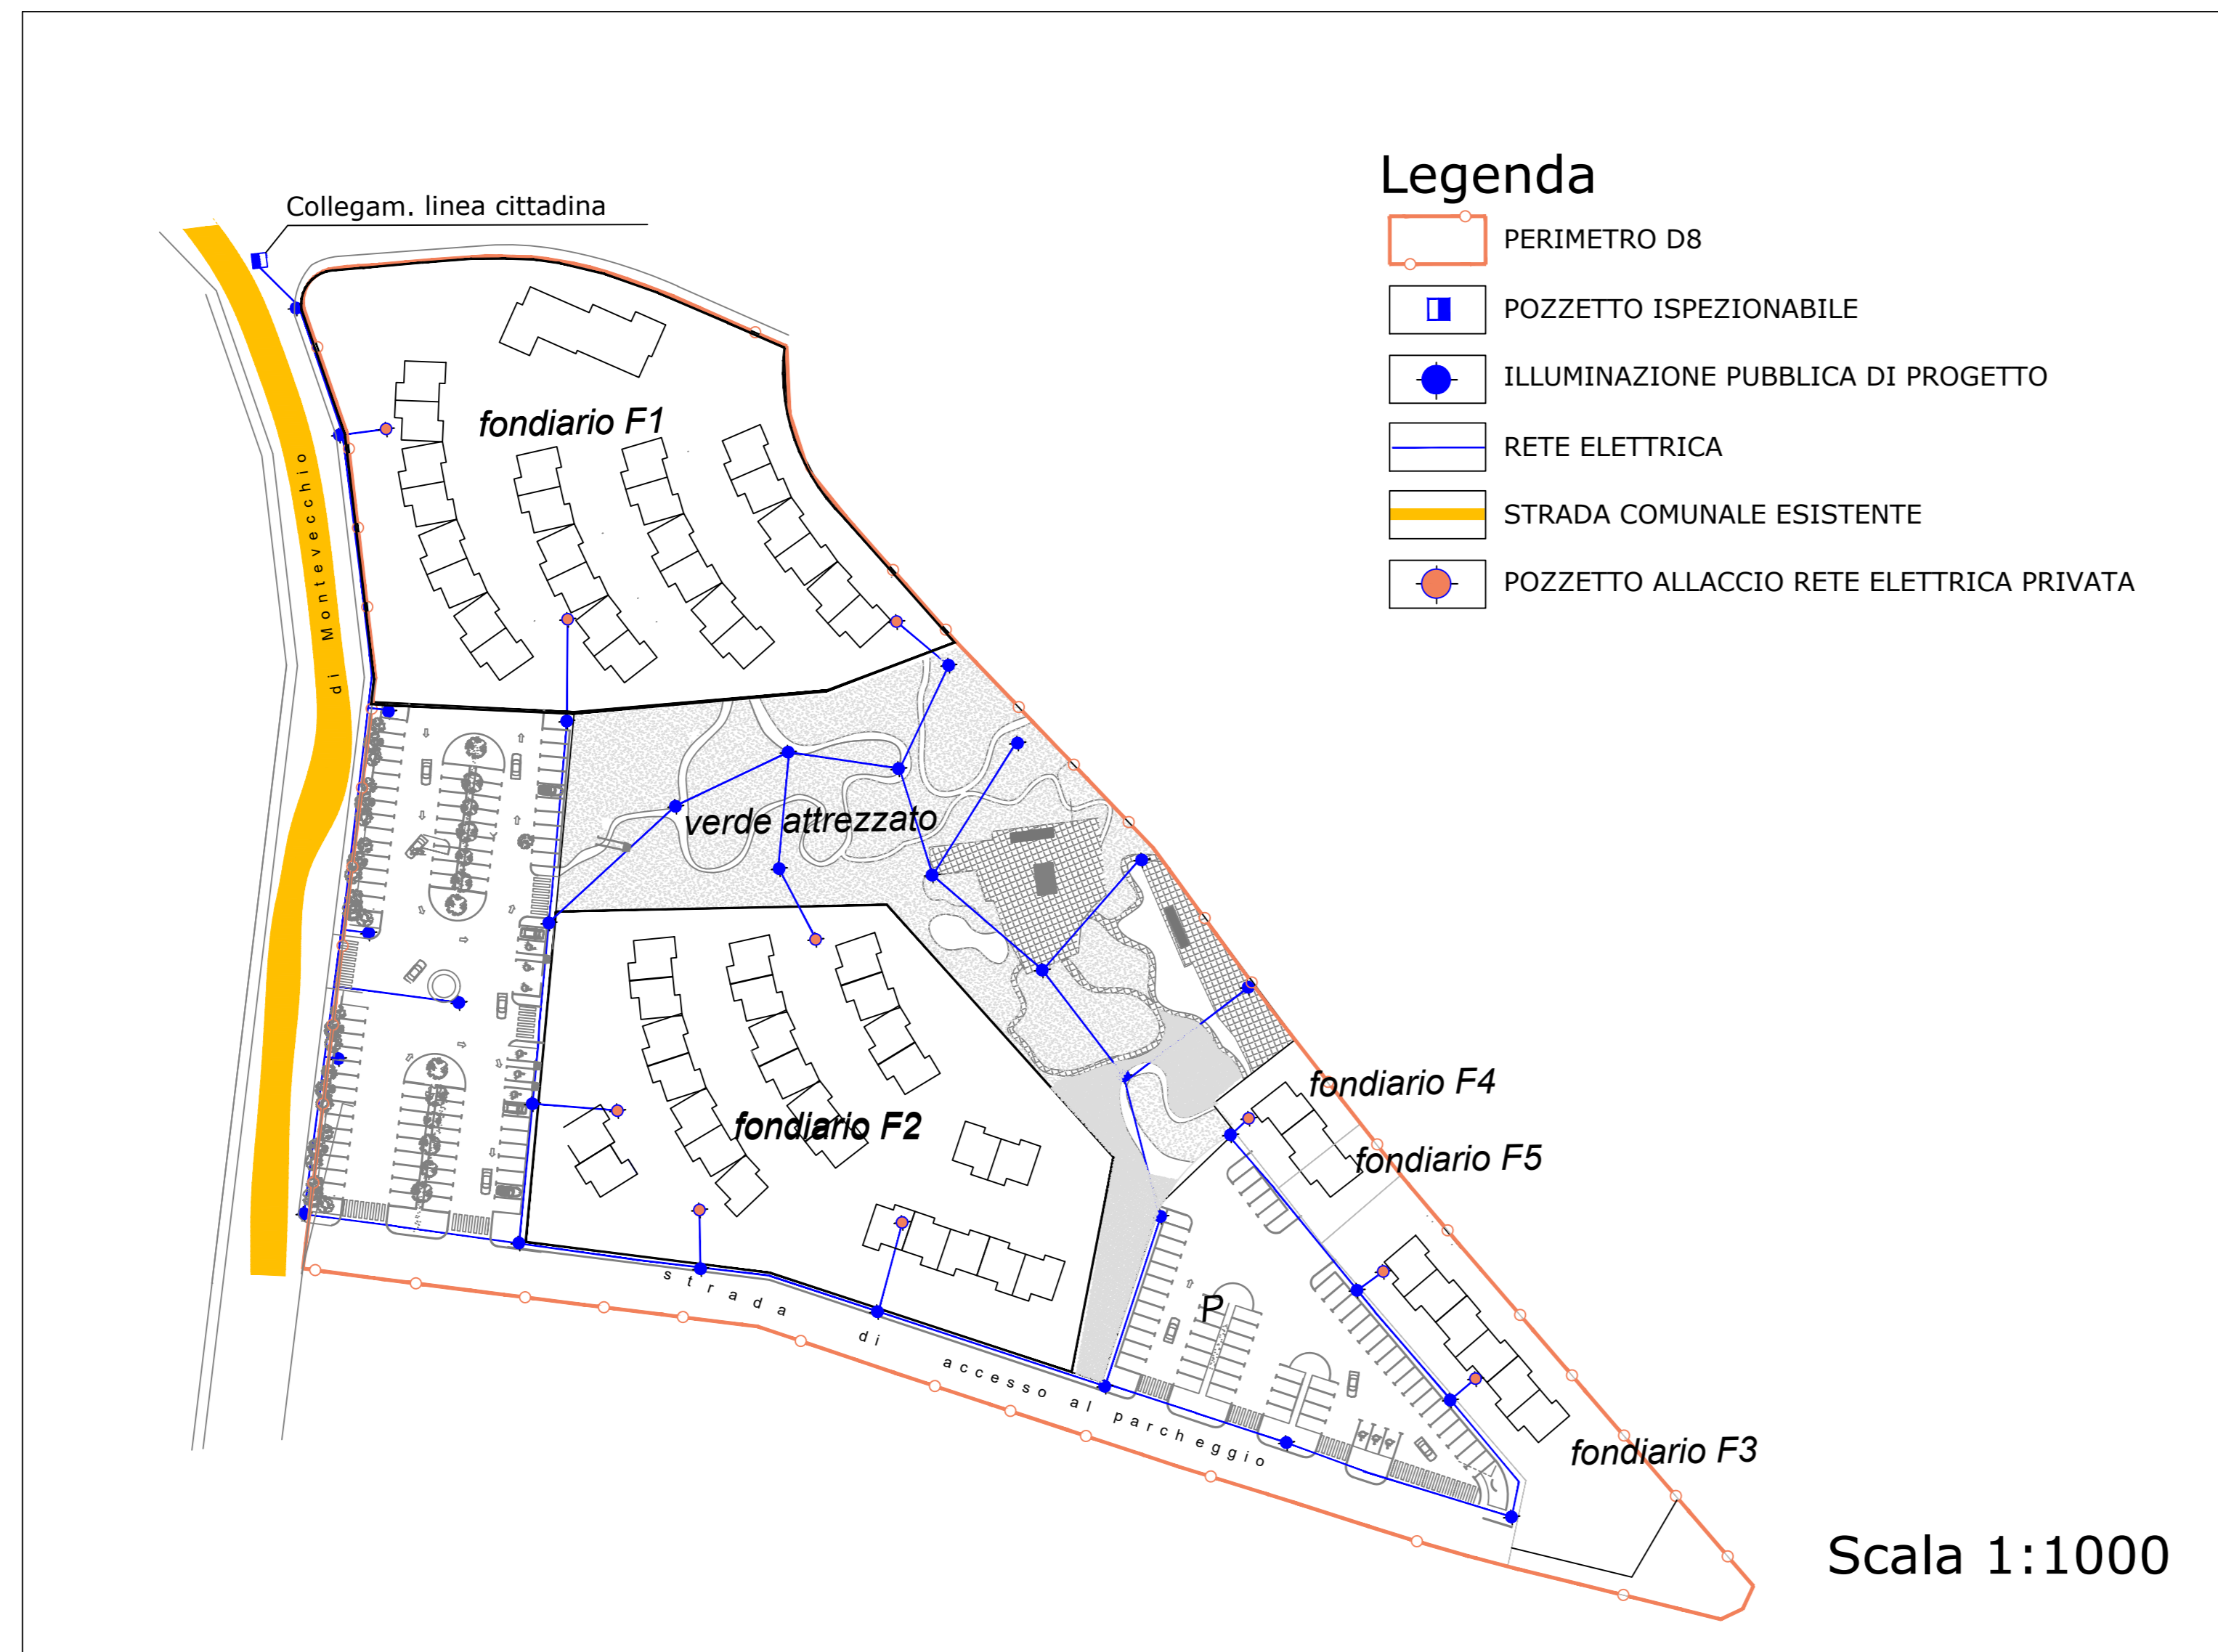 Legenda
Collegam. linea cittadina
PERIMETRO D8
POZZETTO ISPEZIONABILE
ILLUMINAZIONE PUBBLICA DI PROGETTO
RETE ELETTRICA
STRADA COMUNALE ESISTENTE
POZZETTO ALLACCIO RETE ELETTRICA PRIVATA
fondiario F1
di Montevecchio
verde attrezzato
fondiario F4
fondiario F2
fondiario F5
P
strada di accesso al parcheggio
fondiario F3
Scala 1:1000